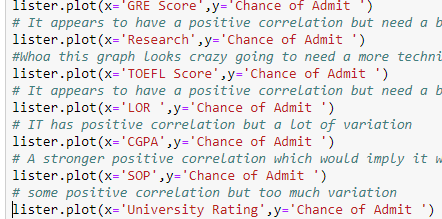 lister.plot(x='GRE Score',y='Chance of Admit ')
# It appears to have a positive correlation but need a b
lister.plot(x='Research',y='Chance of Admit ')
#Whoa this graph looks crazy going to need a more techni
lister.plot(x='TOEFL Score',y='Chance of Admit ')
# It appears to have a positive correlation but need a b
lister.plot(x='LOR ',y='Chance of Admit ')
# IT has positive correlation but a lot of variation
lister.plot(x='CGPA',y='Chance of Admit ')
# A stronger positive correlation which would imply it w
lister.plot(x='SOP',y='Chance of Admit ')
# some positive correlation but too much variation
lister.plot(x='University Rating',y='Chance of Admit ')